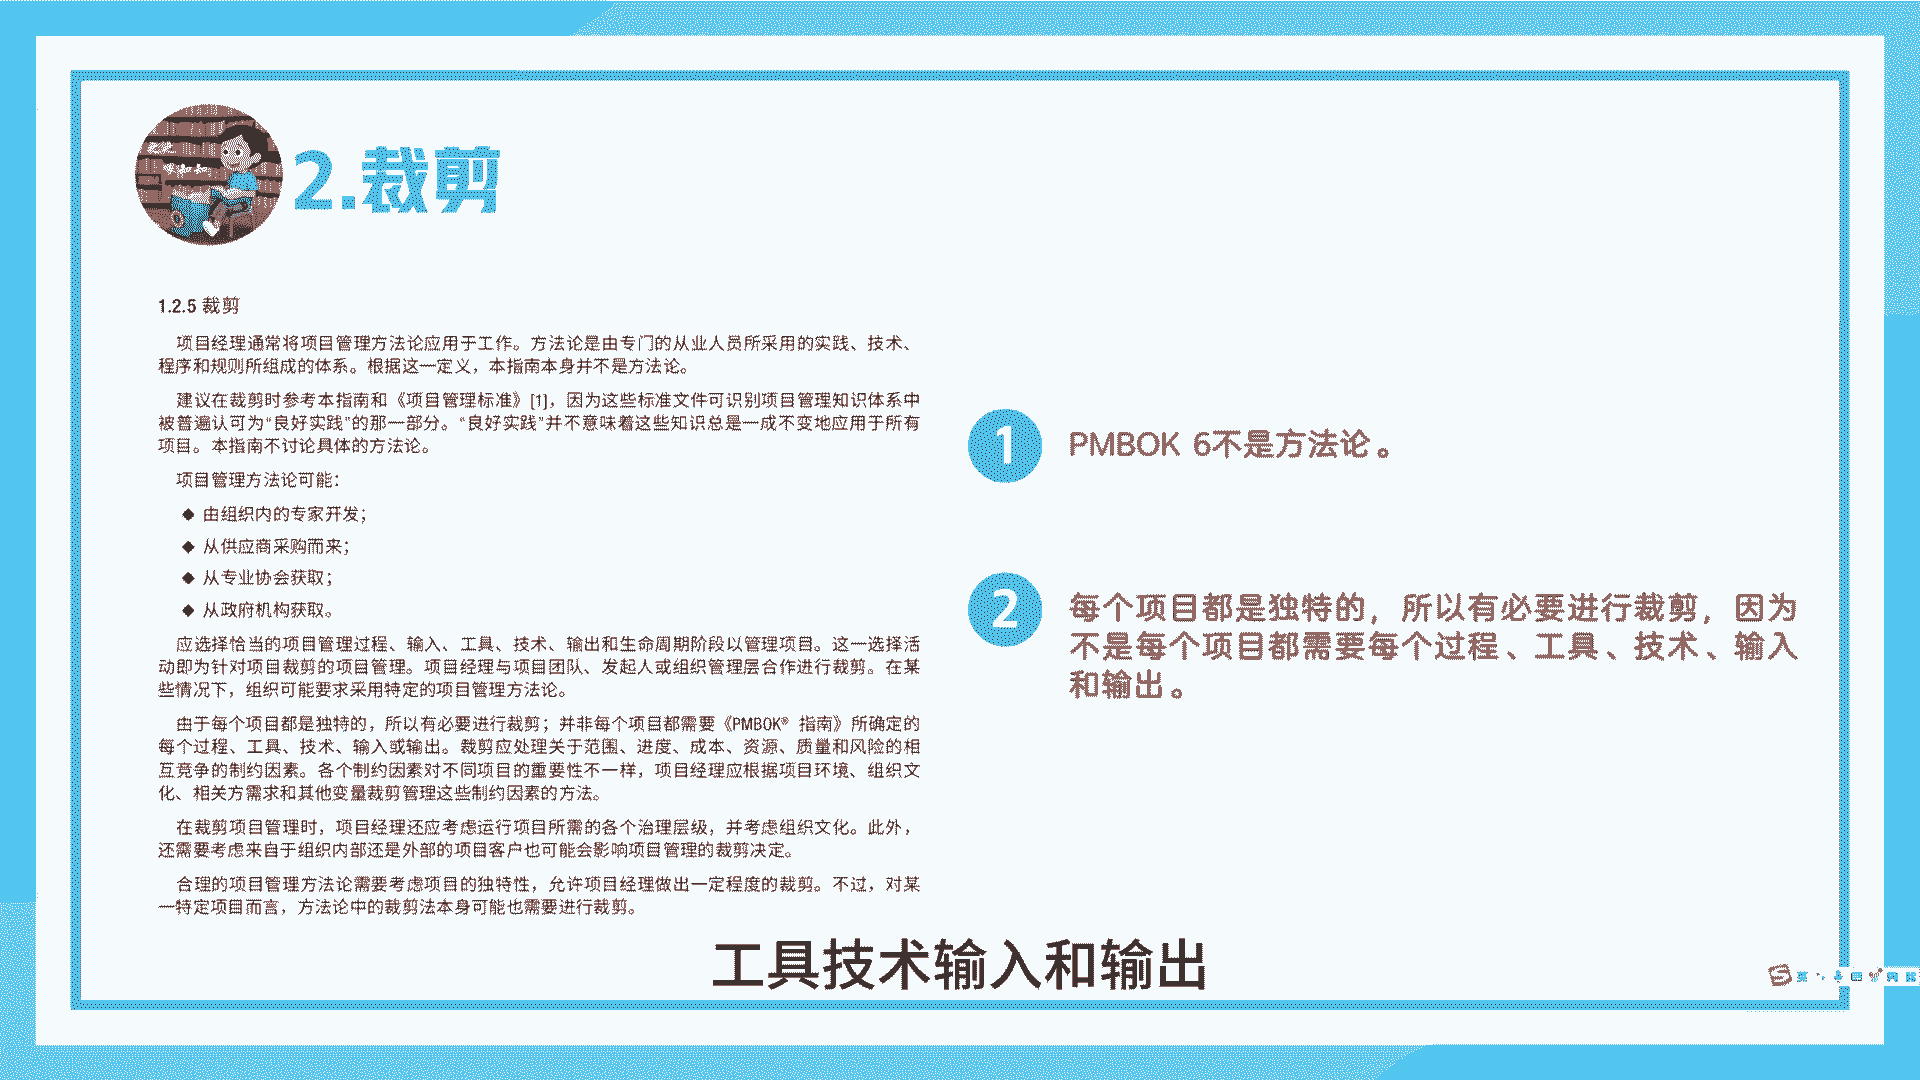 2.裁剪
1.2.5 裁剪
项目经理通常将项目管理方法论应用于工作。方法论是由专门的从业人员所采用的实践、技术、
程序和规则所组成的体系。根据这一定义，本指南本身并不是方法论。
建议在裁剪时参考本指南和《项目管理标准》[1]，因为这些标准文件可识别项目管理知识体系中
被普遍认可为“良好实践”的那一部分。“良好实践”并不意味着这些知识总是一成不变地应用于所有
项目。本指南不讨论具体的方法论。
项目管理方法论可能：
◆ 由组织内的专家开发；
◆ 从供应商采购而来；
◆ 从专业协会获取；
◆ 从政府机构获取。
应选择恰当的项目管理过程、输入、工具、技术、输出和生命周期阶段以管理项目。这一选择活
动即为针对项目裁剪的项目管理。项目经理与项目团队、发起人或组织管理层合作进行裁剪。在某
些情况下，组织可能要求采用特定的项目管理方法论。
由于每个项目都是独特的，所以有必要进行裁剪；并非每个项目都需要《PMBOK® 指南》所确定的
每个过程、工具、技术、输入或输出。裁剪应处理关于范围、进度、成本、资源、质量和风险的相
互竞争的制约因素。各个制约因素对不同项目的重要性不一样，项目经理应根据项目环境、组织文
化、相关方需求和其他变量裁剪管理这些制约因素的方法。
在裁剪项目管理时，项目经理还应考虑运行项目所需的各个治理层级，并考虑组织文化。此外，
还需要考虑来自于组织内部还是外部的项目客户也可能会影响项目管理的裁剪决定。
合理的项目管理方法论需要考虑项目的独特性，允许项目经理做出一定程度的裁剪。不过，对某
一特定项目而言，方法论中的裁剪法本身可能也需要进行裁剪。
1 PMBOK 6不是方法论。
2 每个项目都是独特的，所以有必要进行裁剪，因为
不是每个项目都需要每个过程、工具、技术、输入
和输出。
工具技术输入和输出
英